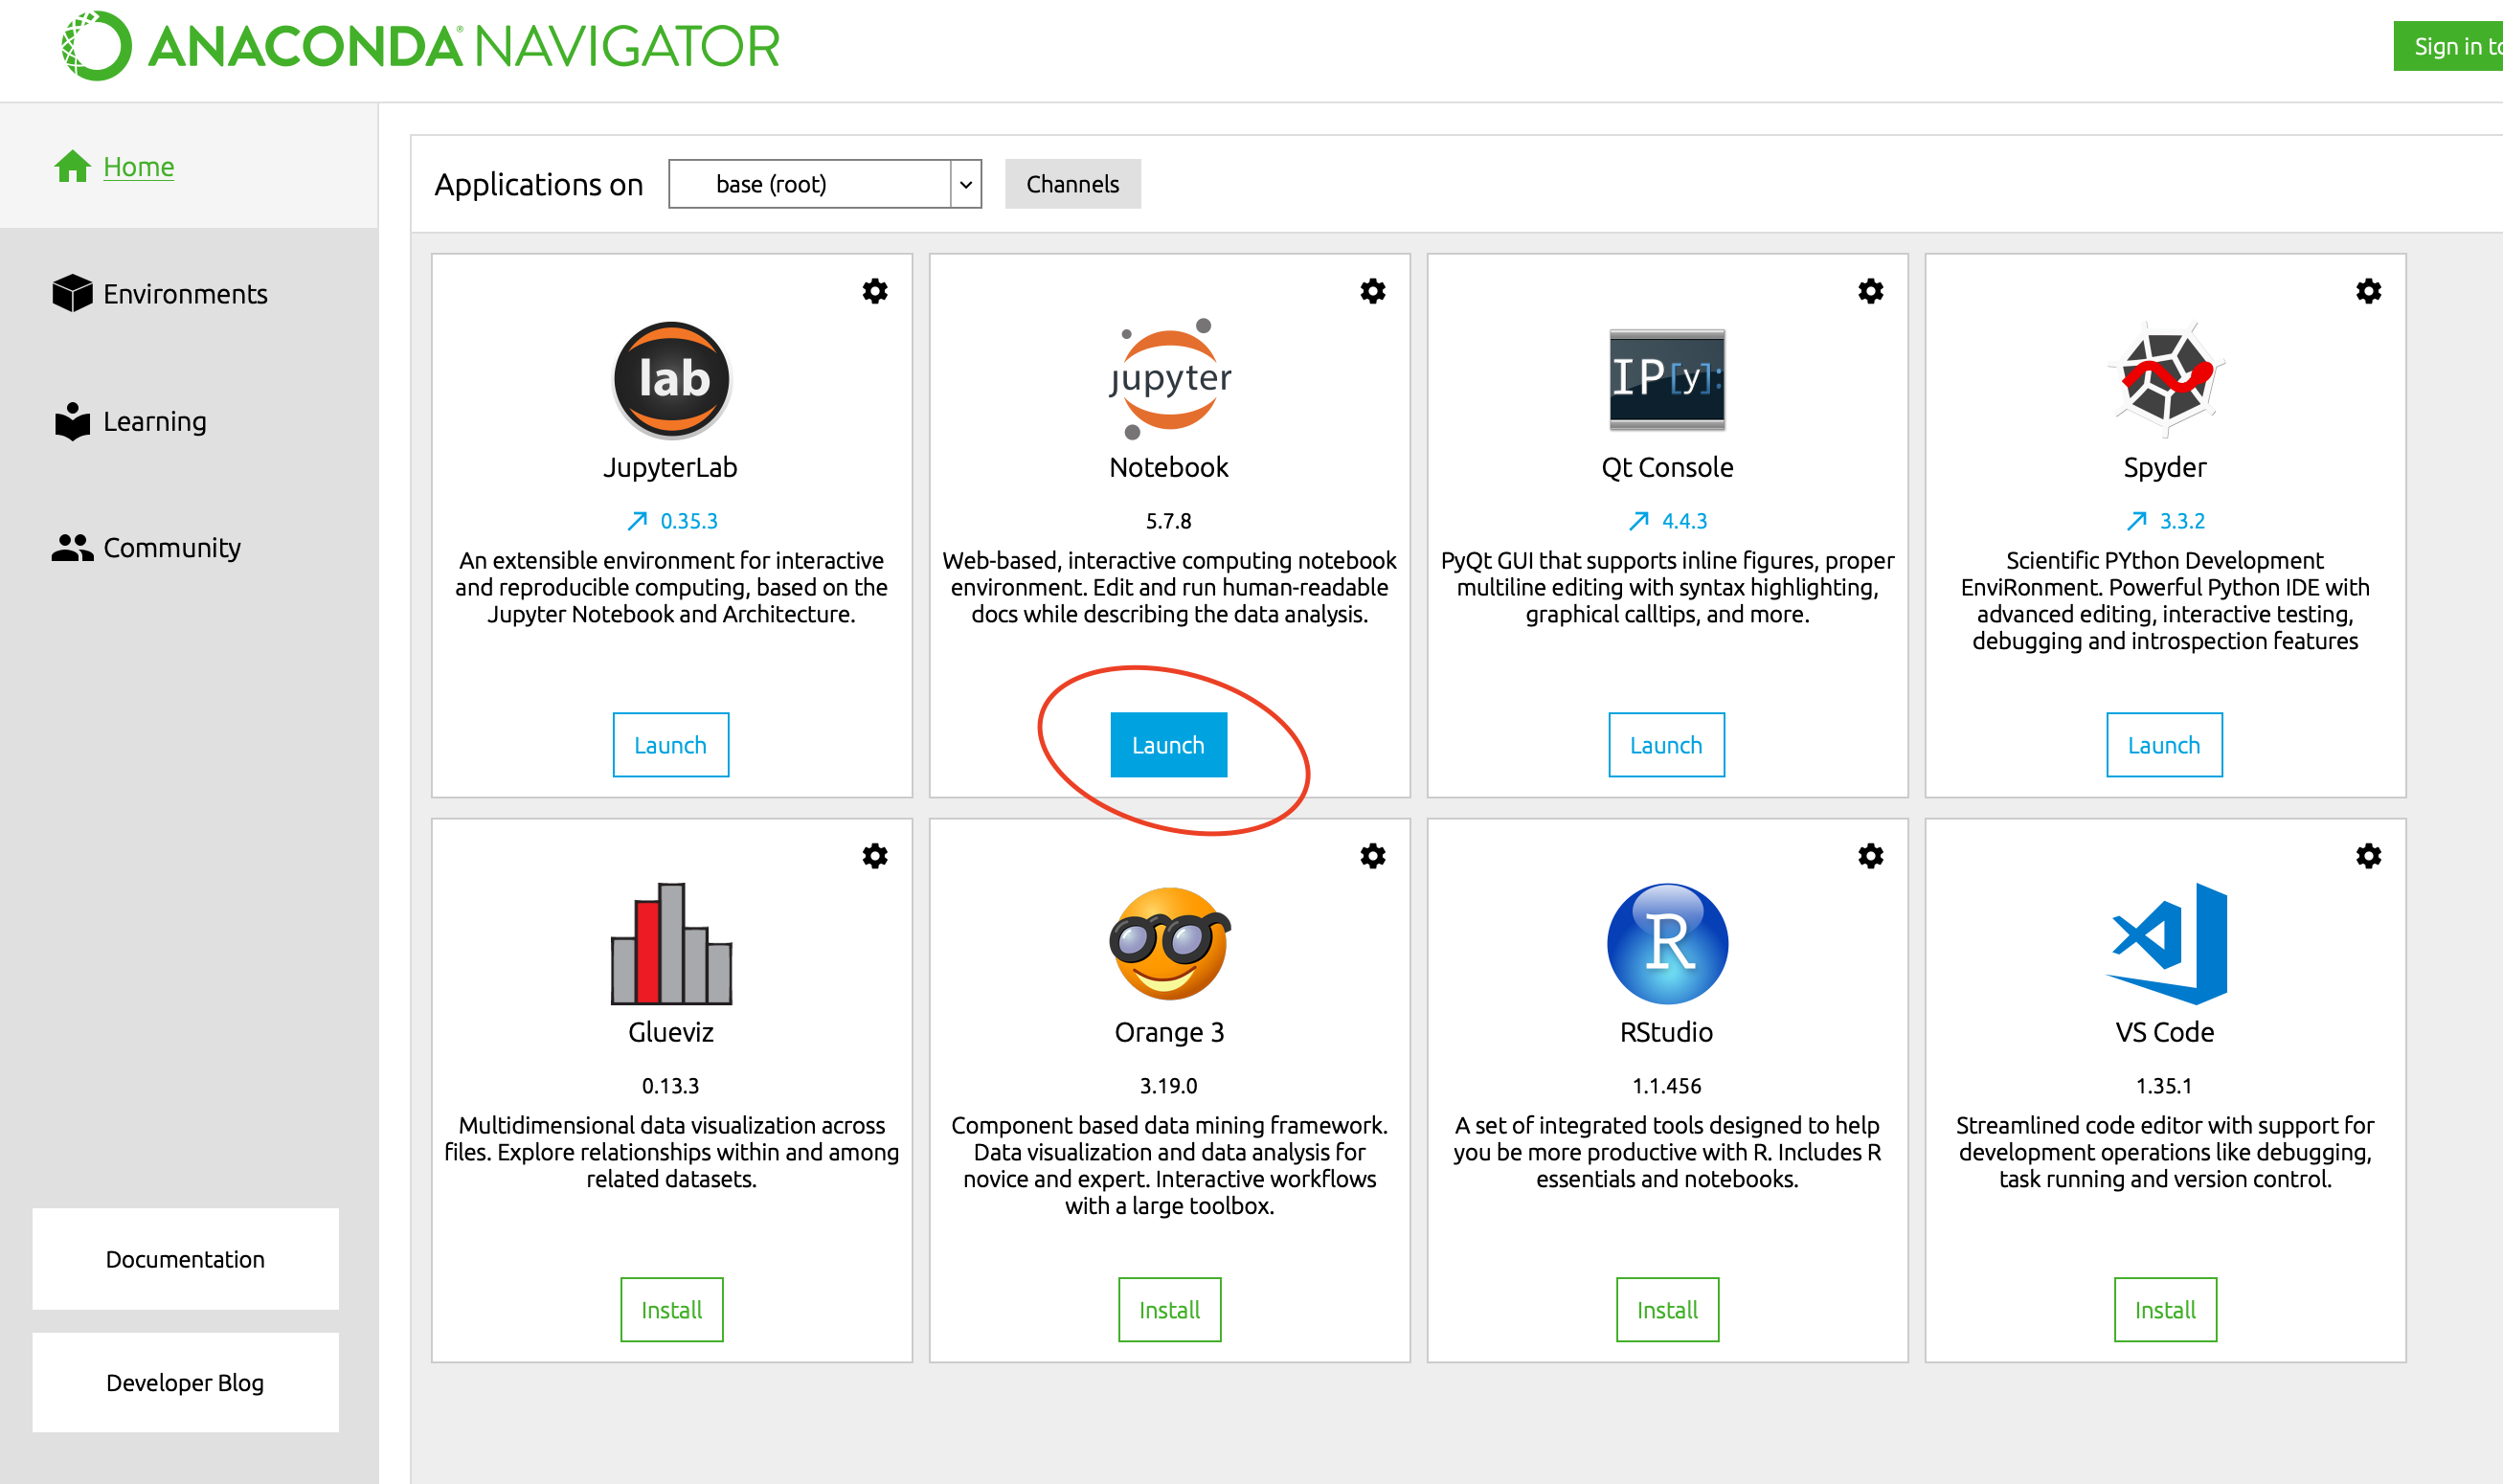 ANACONDA® NAVIGATOR
Sign in to
Home
Environments
Learning
Community
Documentation
Developer Blog
Applications on
base (root)
Channels
lab
JupyterLab
0.35.3
An extensible environment for interactive
and reproducible computing, based on the
Jupyter Notebook and Architecture.
Launch
jupyter
Notebook
5.7.8
Web-based, interactive computing notebook
environment. Edit and run human-readable
docs while describing the data analysis.
Launch
IP[y]:
Qt Console
4.4.3
PyQt GUI that supports inline figures, proper
multiline editing with syntax highlighting,
graphical calltips, and more.
Launch
Spyder
3.3.2
Scientific PYthon Development
EnviRonment. Powerful Python IDE with
advanced editing, interactive testing,
debugging and introspection features
Launch
Glueviz
0.13.3
Multidimensional data visualization across
files. Explore relationships within and among
related datasets.
Install
Orange 3
3.19.0
Component based data mining framework.
Data visualization and data analysis for
novice and expert. Interactive workflows
with a large toolbox.
Install
R
RStudio
1.1.456
A set of integrated tools designed to help
you be more productive with R. Includes R
essentials and notebooks.
Install
VS Code
1.35.1
Streamlined code editor with support for
development operations like debugging,
task running and version control.
Install